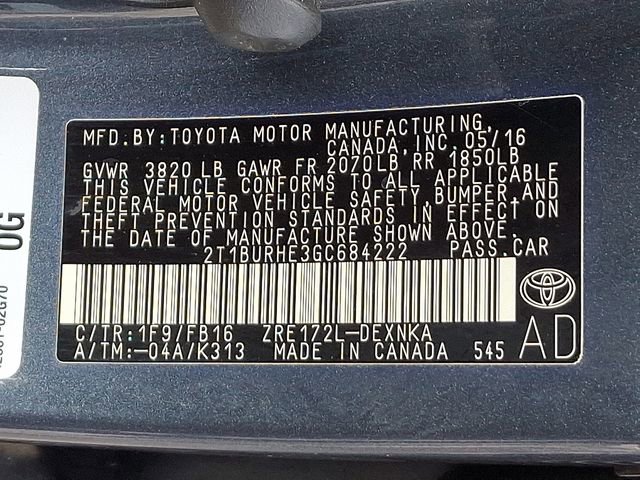 MFD. BY: TOYOTA MOTOR MANUFACTURING,
CANADA, INC. 05/16
GVWR 3820 LB GAWR FR 2070LB RR 1850LB
THIS VEHICLE CONFORMS TO ALL APPLICABLE
FEDERAL MOTOR VEHICLE SAFETY, BUMPER, AND
THEFT PREVENTION STANDARDS IN EFFECT ON
THE DATE OF MANUFACTURE SHOWN ABOVE.
2T1BURHE3GC684222 PASS. CAR
C/TR: 1F9/FB16 ZRE172L-DEXNKA
A/TM: -04A/K313 MADE IN CANADA 545
AD
OG